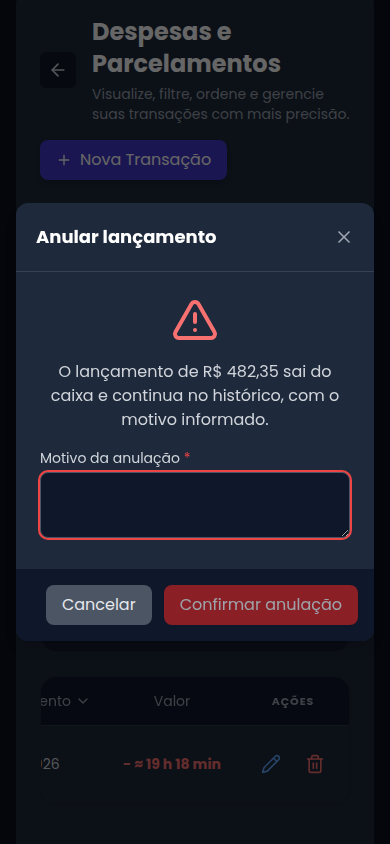 Despesas e
Parcelamentos
Visualize, filtre, ordene e gerencie
suas transações com mais precisão.
+ Nova Transação
Anular lançamento
O lançamento de R$ 482,35 sai do
caixa e continua no histórico, com o
motivo informado.
Motivo da anulação *
Cancelar
Confirmar anulação
ento
Valor
AÇÕES
026
- ≈ 19 h 18 min